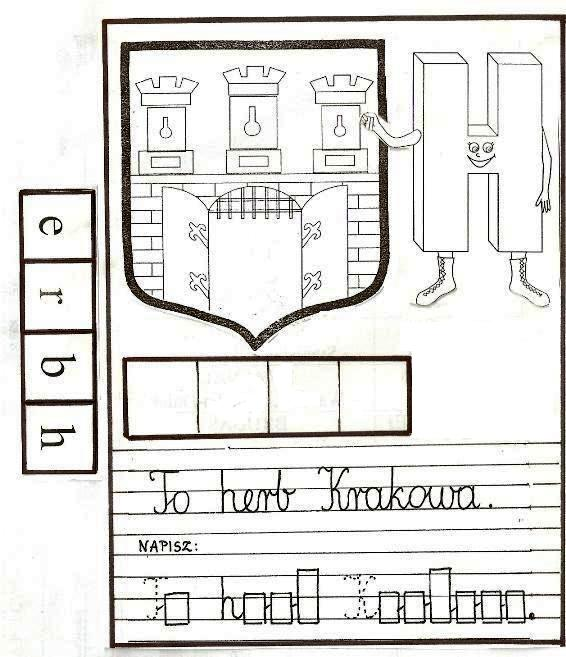 H
e
r
b
h
To herb Krakowa.
NAPISZ:
T h K .